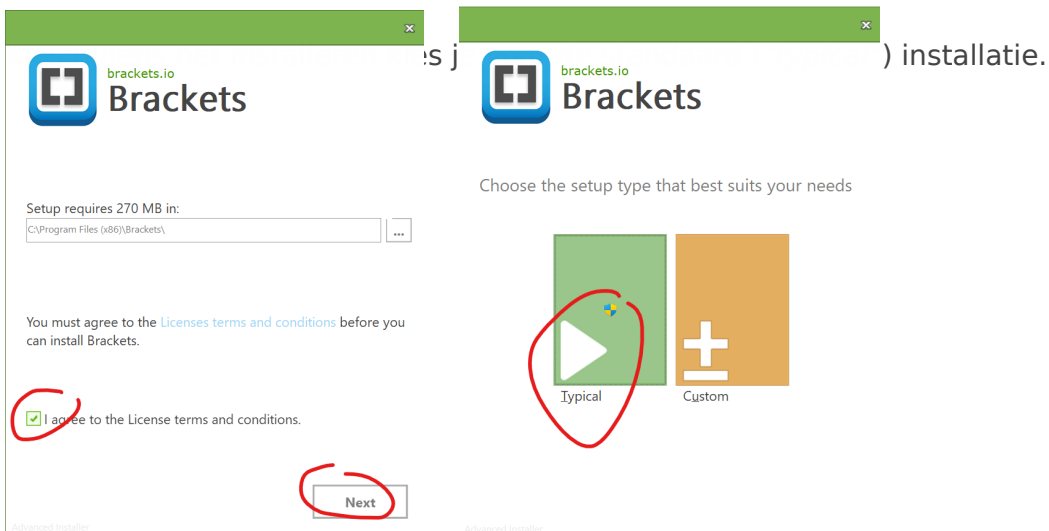 brackets.io
Brackets
Setup requires 270 MB in:
C:\Program Files (x86)\Brackets\
...
You must agree to the Licenses terms and conditions before you
can install Brackets.
I agree to the License terms and conditions.
Next
Advanced Installer
) installatie.
brackets.io
Brackets
Choose the setup type that best suits your needs
Typical
Custom
Advanced Installer